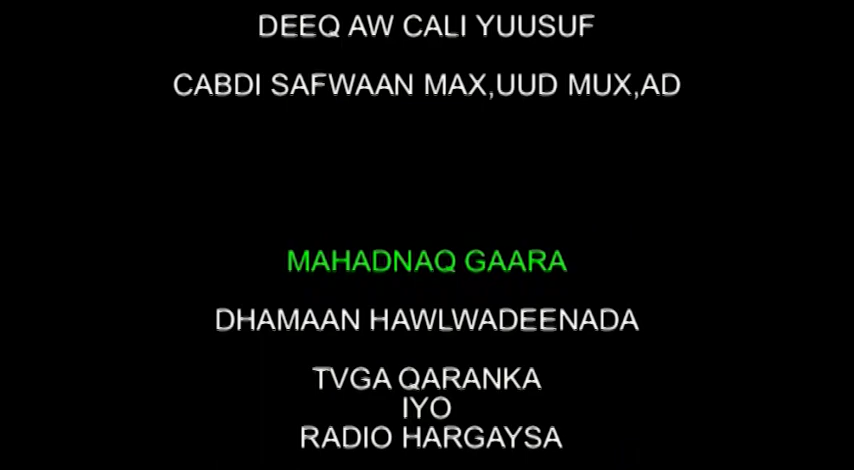 DEEQ AW CALI YUUSUF
CABDI SAFWAAN MAX,UUD MUX,AD
MAHADNAQ GAARA
DHAMAAN HAWLWADEENADA
TVGA QARANKA
IYO
RADIO HARGAYSA